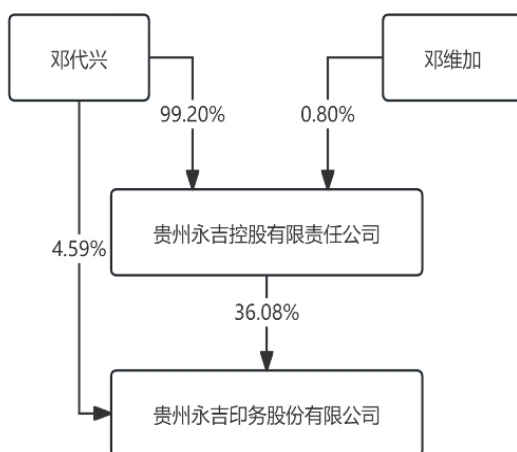 邓代兴
邓维加
99.20%
0.80%
贵州永吉控股有限责任公司
4.59%
36.08%
贵州永吉印务股份有限公司